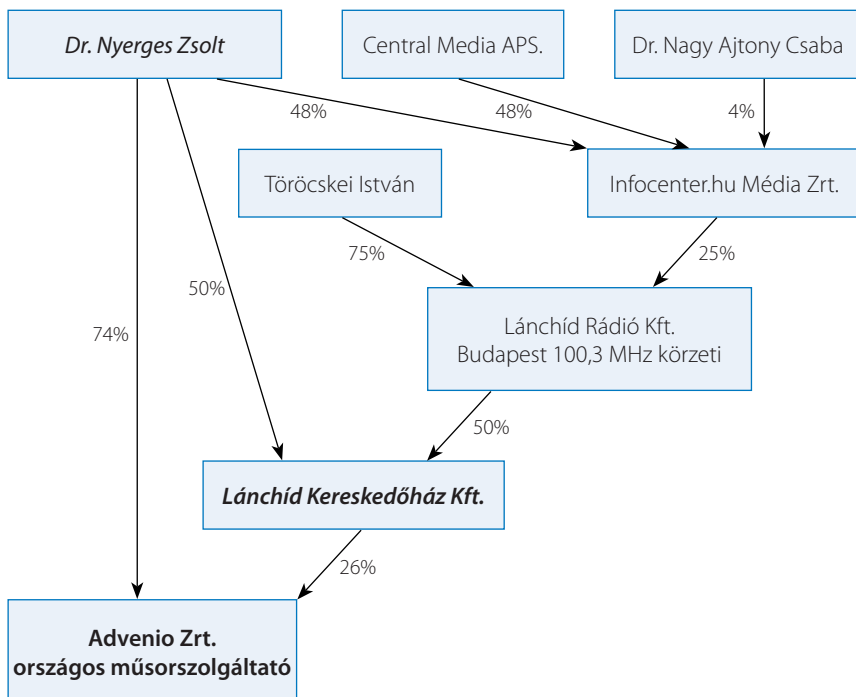 Dr. Nyerges Zsolt
Central Media APS.
Dr. Nagy Ajtony Csaba
48%
48%
4%
Töröcskei István
Infocenter.hu Média Zrt.
75%
25%
50%
74%
Lánchíd Rádió Kft.
Budapest 100,3 MHz körzeti
50%
Lánchíd Kereskedőház Kft.
26%
Advenio Zrt.
országos műsorszolgáltató